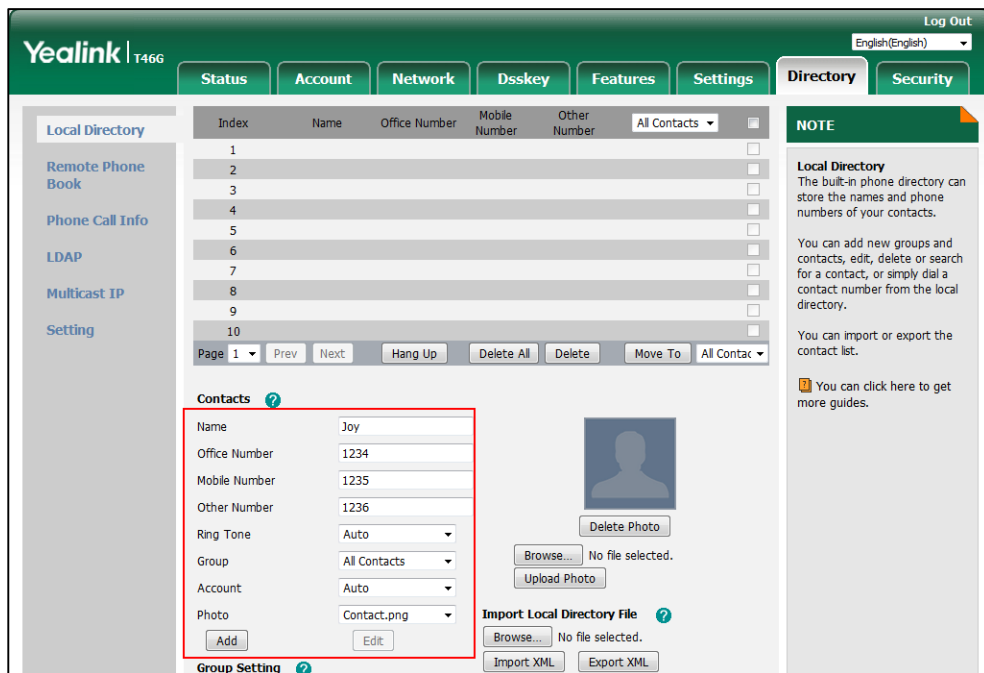 Log Out
Yealink T46G
English(English)
Status Account Network Dsskey Features Settings Directory Security
Local Directory
Remote Phone
Book
Phone Call Info
LDAP
Multicast IP
Setting
Index Name Office Number Mobile Number Other Number All Contacts
1
2
3
4
5
6
7
8
9
10
Page 1 Prev Next Hang Up Delete All Delete Move To All Contac
Contacts ?
Name Joy
Office Number 1234
Mobile Number 1235
Other Number 1236
Ring Tone Auto
Group All Contacts
Account Auto
Photo Contact.png
Add Edit
Group Setting ?
Delete Photo
Browse... No file selected.
Upload Photo
Import Local Directory File ?
Browse... No file selected.
Import XML Export XML
NOTE
Local Directory
The built-in phone directory can
store the names and phone
numbers of your contacts.
You can add new groups and
contacts, edit, delete or search
for a contact, or simply dial a
contact number from the local
directory.
You can import or export the
contact list.
? You can click here to get
more guides.